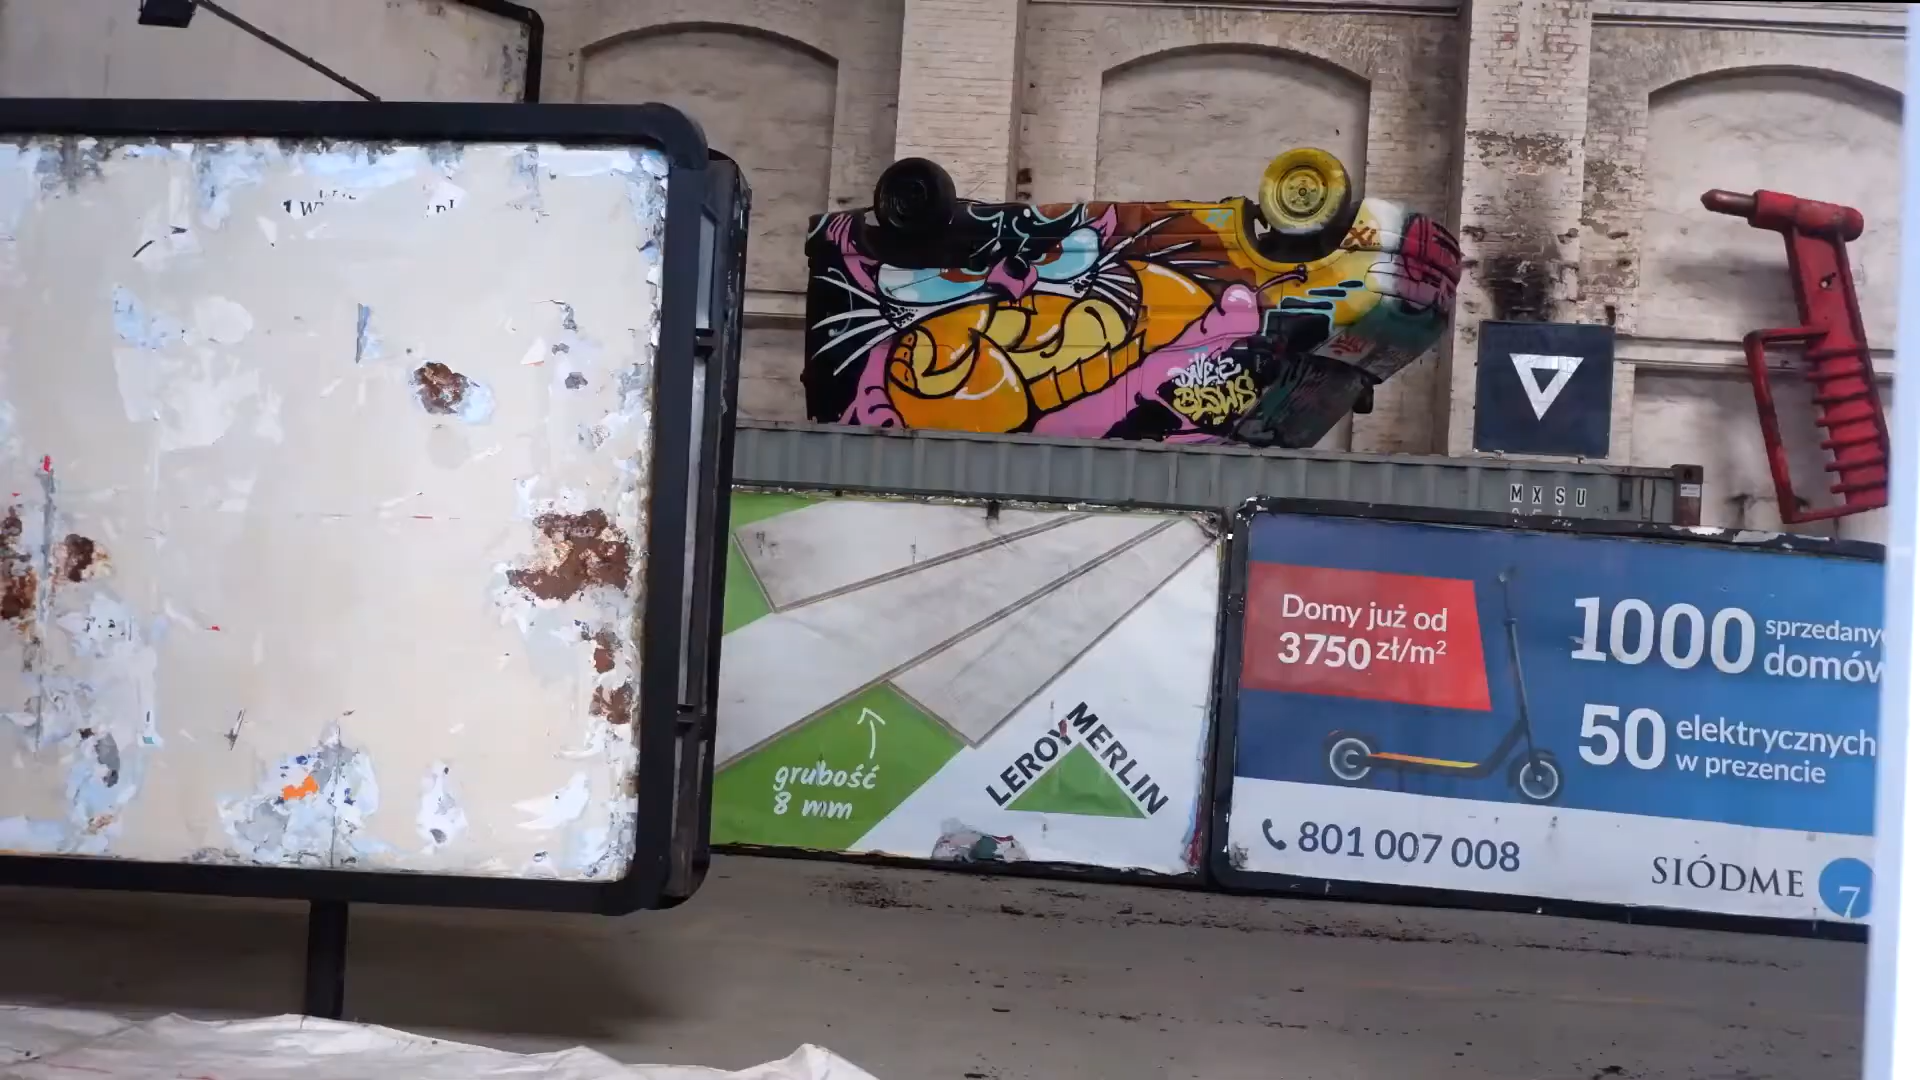 MXSU
grubość
8 mm
LEROY MERLIN
Domy już od
3750 zł/m²
1000 sprzedany
domów
50 elektrycznych
w prezencie
801 007 008
SIÓDME 7